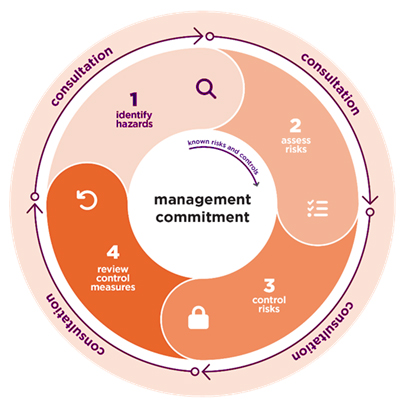 consultation
consultation
1
identify
hazards
2
assess
risks
known risks and controls
management
commitment
4
review
control
measures
3
control
risks
consultation
consultation